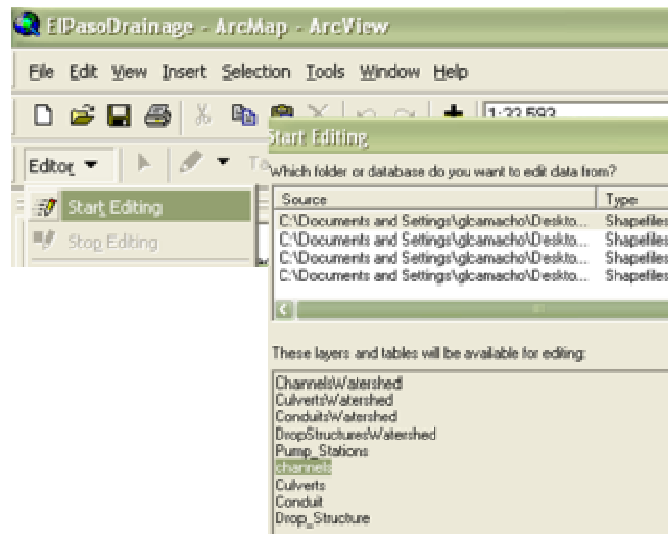 ElPasoDrainage - ArcMap - ArcView
File Edit View Insert Selection Tools Window Help
1:23,593
Editor
Start Editing
Stop Editing
Start Editing
Which folder or database do you want to edit data from?
Source Type
C:\Documents and Settings\glcamacho\Deskto... Shapefiles
C:\Documents and Settings\glcamacho\Deskto... Shapefiles
C:\Documents and Settings\glcamacho\Deskto... Shapefiles
C:\Documents and Settings\glcamacho\Deskto... Shapefiles
These layers and tables will be available for editing:
ChannelsWatershed
CulvertsWatershed
ConduitsWatershed
DropStructuresWatershed
Pump_Stations
channels
Culverts
Conduit
Drop_Structure